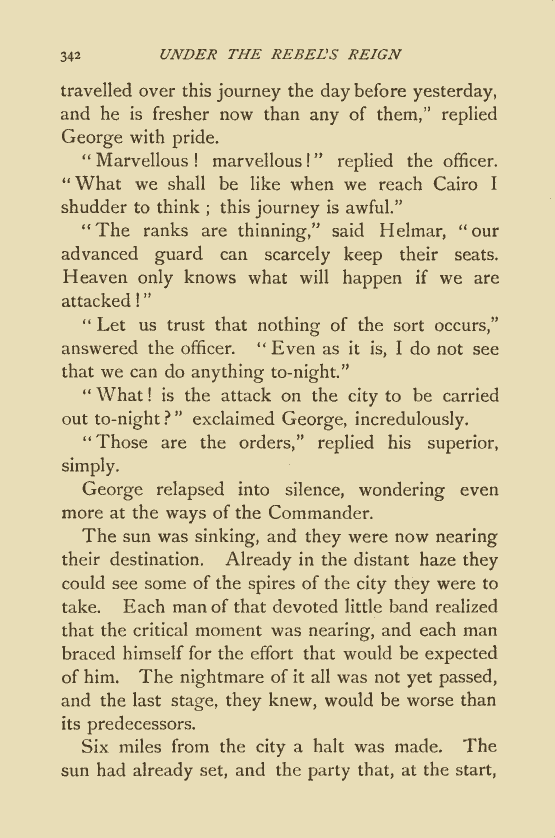 342 UNDER THE REBEL'S REIGN
travelled over this journey the day before yesterday,
and he is fresher now than any of them,” replied
George with pride.
“Marvellous! marvellous!” replied the officer.
“What we shall be like when we reach Cairo I
shudder to think; this journey is awful.”
“The ranks are thinning,” said Helmar, “our
advanced guard can scarcely keep their seats.
Heaven only knows what will happen if we are
attacked!”
“Let us trust that nothing of the sort occurs,”
answered the officer. “Even as it is, I do not see
that we can do anything to-night.”
“What! is the attack on the city to be carried
out to-night?” exclaimed George, incredulously.
“Those are the orders,” replied his superior,
simply.
George relapsed into silence, wondering even
more at the ways of the Commander.
The sun was sinking, and they were now nearing
their destination. Already in the distant haze they
could see some of the spires of the city they were to
take. Each man of that devoted little band realized
that the critical moment was nearing, and each man
braced himself for the effort that would be expected
of him. The nightmare of it all was not yet passed,
and the last stage, they knew, would be worse than
its predecessors.
Six miles from the city a halt was made. The
sun had already set, and the party that, at the start,